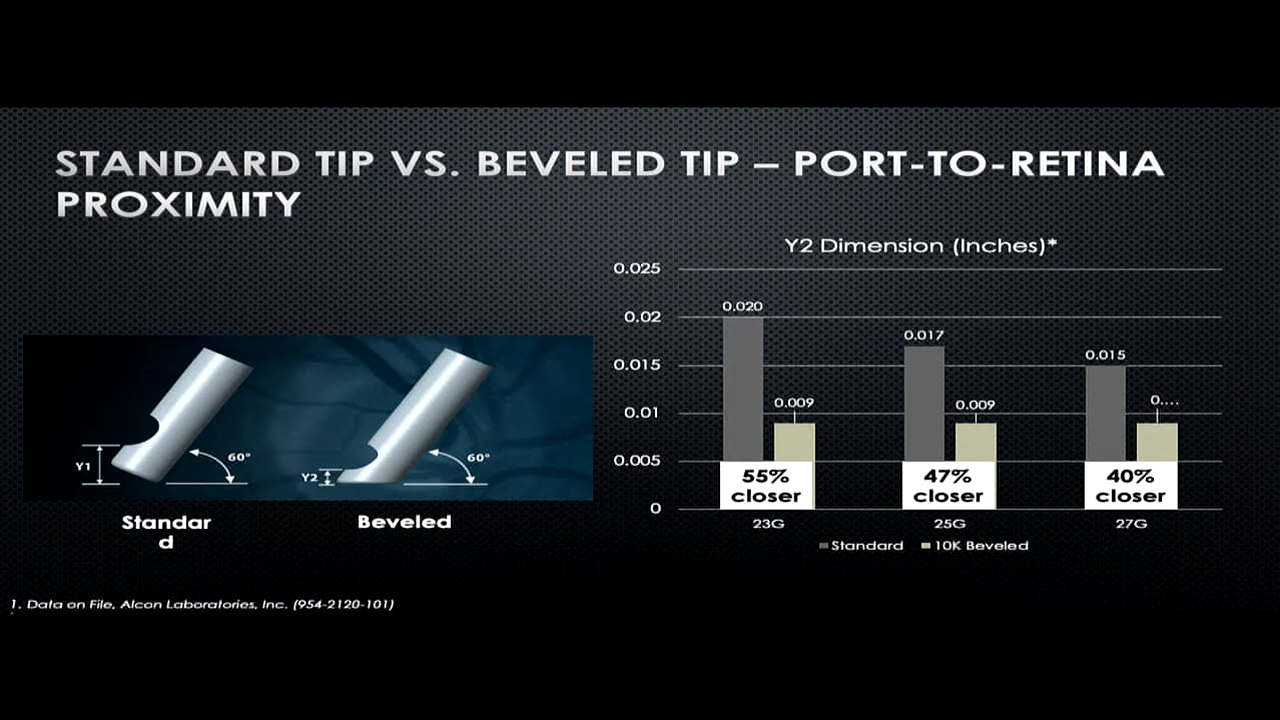 STANDARD TIP VS. BEVELED TIP – PORT-TO-RETINA
PROXIMITY
Y2 Dimension (Inches)*
0.025
0.02
0.015
0.01
0.005
0
0.020
0.009
0.017
0.009
0.015
0....
55%
closer
47%
closer
40%
closer
23G
25G
27G
Standard
10K Beveled
Y1
60°
Y2
60°
Standar
d
Beveled
1. Data on File, Alcon Laboratories, Inc. (954-2120-101)